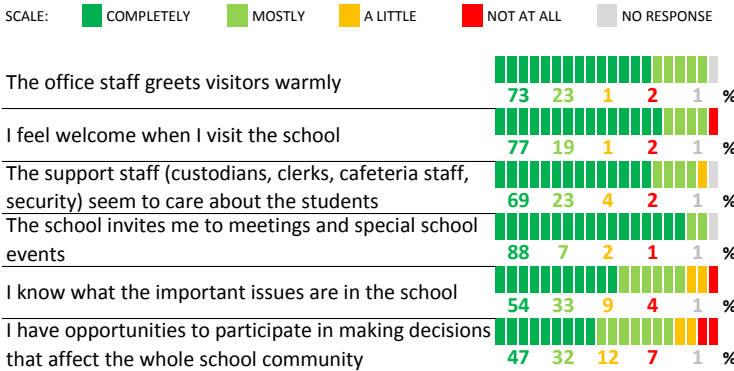 SCALE: COMPLETELY MOSTLY A LITTLE NOT AT ALL NO RESPONSE
The office staff greets visitors warmly
73 23 1 2 1 %
I feel welcome when I visit the school
77 19 1 2 1 %
The support staff (custodians, clerks, cafeteria staff,
security) seem to care about the students
69 23 4 2 1 %
The school invites me to meetings and special school
events
88 7 2 1 1 %
I know what the important issues are in the school
54 33 9 4 1 %
I have opportunities to participate in making decisions
that affect the whole school community
47 32 12 7 1 %